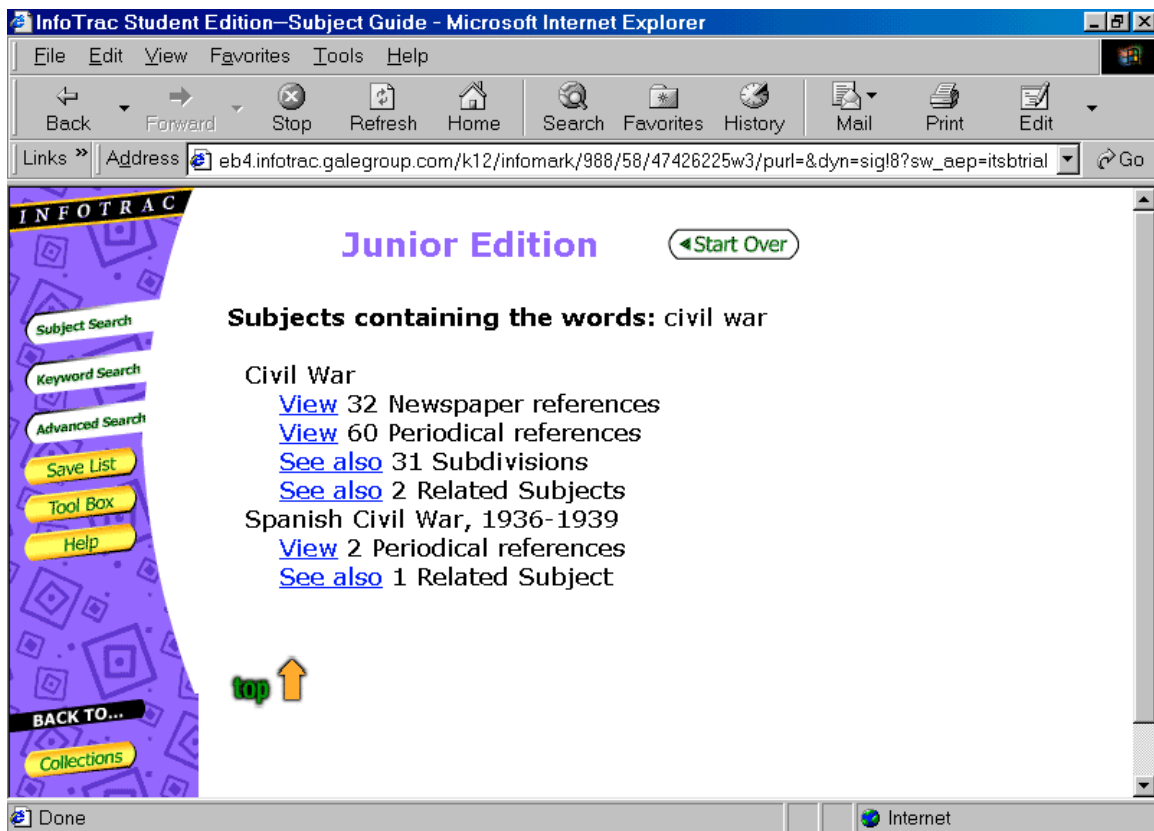 InfoTrac Student Edition—Subject Guide - Microsoft Internet Explorer
File Edit View Favorites Tools Help
Back Forward Stop Refresh Home Search Favorites History Mail Print Edit
Links » Address eb4.infotrac.galegroup.com/k12/infomark/988/58/47426225w3/purl=&dyn=sig!8?sw_aep=itsbtrial Go
INFOTRAC
Junior Edition Start Over
Subject Search
Keyword Search
Advanced Search
Save List
Tool Box
Help
Subjects containing the words: civil war
Civil War
View 32 Newspaper references
View 60 Periodical references
See also 31 Subdivisions
See also 2 Related Subjects
Spanish Civil War, 1936-1939
View 2 Periodical references
See also 1 Related Subject
top
BACK TO...
Collections
Done Internet